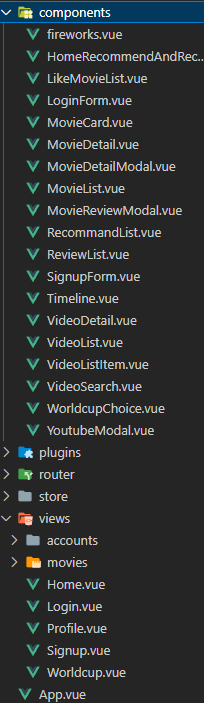 components
fireworks.vue
HomeRecommendAndRec...
LikeMovieList.vue
LoginForm.vue
MovieCard.vue
MovieDetail.vue
MovieDetailModal.vue
MovieList.vue
MovieReviewModal.vue
RecommandList.vue
ReviewList.vue
SignupForm.vue
Timeline.vue
VideoDetail.vue
VideoList.vue
VideoListItem.vue
VideoSearch.vue
WorldcupChoice.vue
YoutubeModal.vue
plugins
router
store
views
accounts
movies
Home.vue
Login.vue
Profile.vue
Signup.vue
Worldcup.vue
App.vue